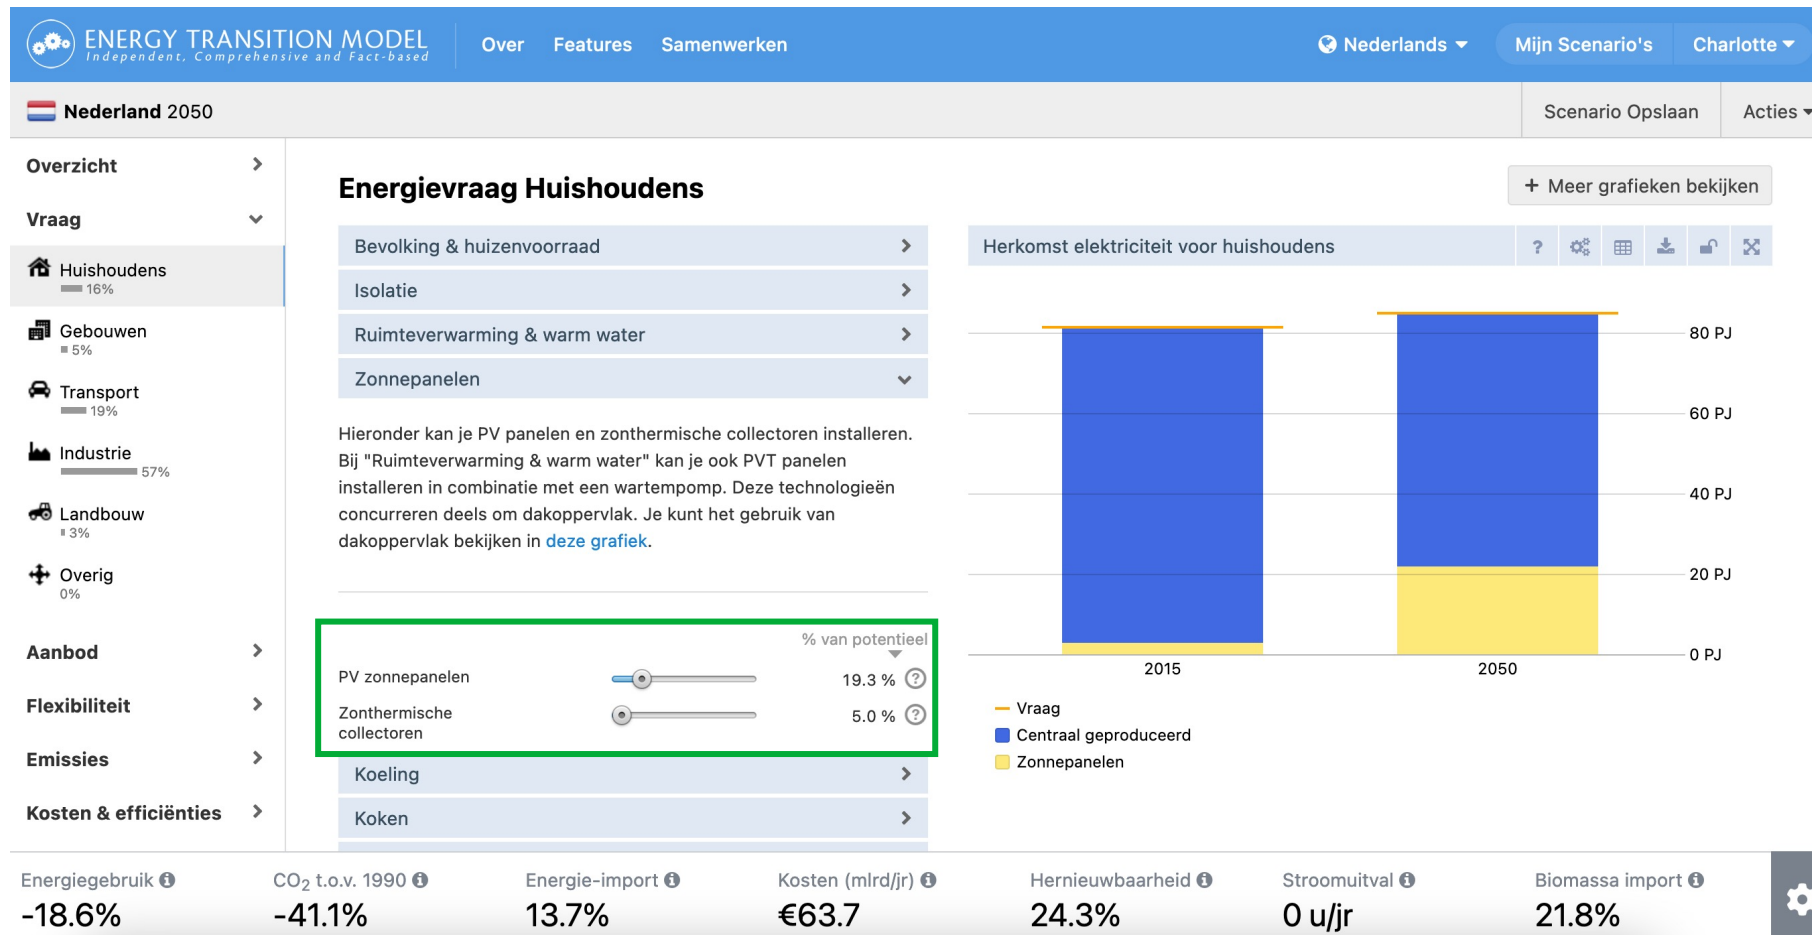 ENERGY TRANSITION MODEL
Independent, Comprehensive and Fact-based
Over
Features
Samenwerken
Nederlands
Mijn Scenario's
Charlotte
Nederland 2050
Scenario Opslaan
Acties
Overzicht
Vraag
Huishoudens
16%
Gebouwen
5%
Transport
19%
Industrie
57%
Landbouw
3%
Overig
0%
Aanbod
Flexibiliteit
Emissies
Kosten & efficiënties
Energievraag Huishoudens
+ Meer grafieken bekijken
Bevolking & huizenvoorraad
Isolatie
Ruimteverwarming & warm water
Zonnepanelen
Hieronder kan je PV panelen en zonthermische collectoren installeren.
Bij "Ruimteverwarming & warm water" kan je ook PVT panelen
installeren in combinatie met een wartempomp. Deze technologieën
concurreren deels om dakoppervlak. Je kunt het gebruik van
dakoppervlak bekijken in deze grafiek.
% van potentieel
PV zonnepanelen
19.3 %
?
Zonthermische
collectoren
5.0 %
?
Koeling
Koken
Herkomst elektriciteit voor huishoudens
?
80 PJ
60 PJ
40 PJ
20 PJ
0 PJ
2015
2050
Vraag
Centraal geproduceerd
Zonnepanelen
Energiegebruik
-18.6%
CO2 t.o.v. 1990
-41.1%
Energie-import
13.7%
Kosten (mlrd/jr)
€63.7
Hernieuwbaarheid
24.3%
Stroomuitval
0 u/jr
Biomassa import
21.8%